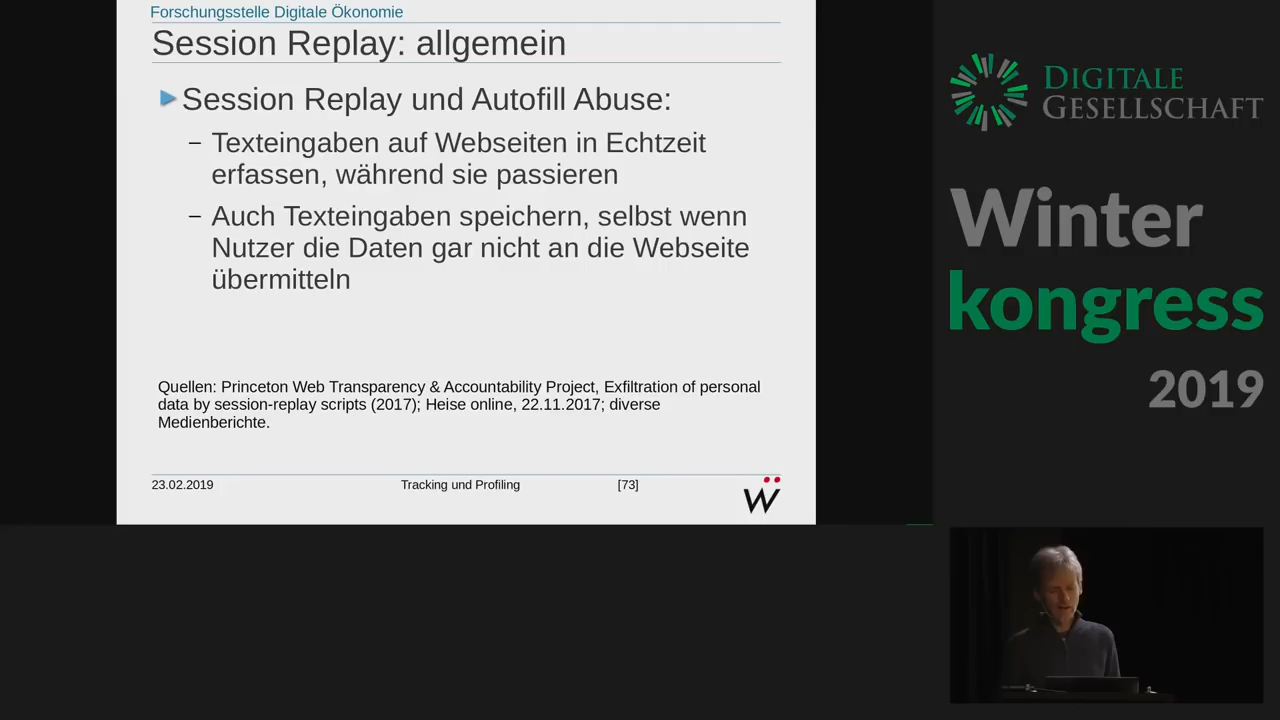 Forschungsstelle Digitale Ökonomie
Session Replay: allgemein
Session Replay und Autofill Abuse:
– Texteingaben auf Webseiten in Echtzeit
erfassen, während sie passieren
– Auch Texteingaben speichern, selbst wenn
Nutzer die Daten gar nicht an die Webseite
übermitteln
Quellen: Princeton Web Transparency & Accountability Project, Exfiltration of personal
data by session-replay scripts (2017); Heise online, 22.11.2017; diverse
Medienberichte.
23.02.2019 Tracking und Profiling [73]
Ẅ
DIGITALE
GESELLSCHAFT
Winter
kongress
2019